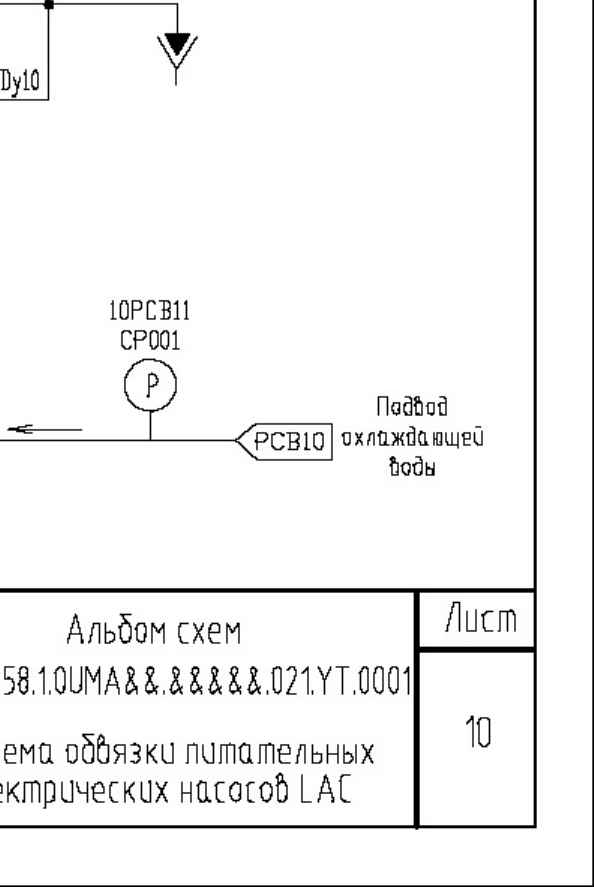 Dy10
10PCB11
CP001
P
Подвод
PCB10
охлаждающей
воды
Альбом схем
Лист
58.1.0UMA&&.&&&&&.021.YT.0001
10
ема обвязки питательных
ектрических насосов LAC